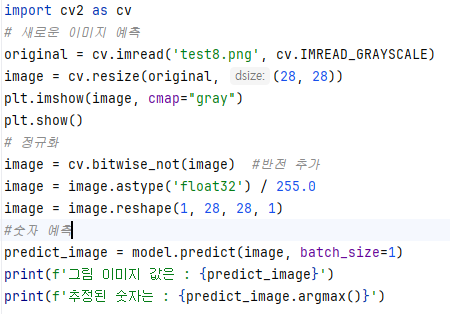 import cv2 as cv
# 새로운 이미지 예측
original = cv.imread('test8.png', cv.IMREAD_GRAYSCALE)
image = cv.resize(original, dsize: (28, 28))
plt.imshow(image, cmap="gray")
plt.show()
# 정규화
image = cv.bitwise_not(image)  #반전 추가
image = image.astype('float32') / 255.0
image = image.reshape(1, 28, 28, 1)
#숫자 예측
predict_image = model.predict(image, batch_size=1)
print(f'그림 이미지 값은 : {predict_image}')
print(f'추정된 숫자는 : {predict_image.argmax()}')